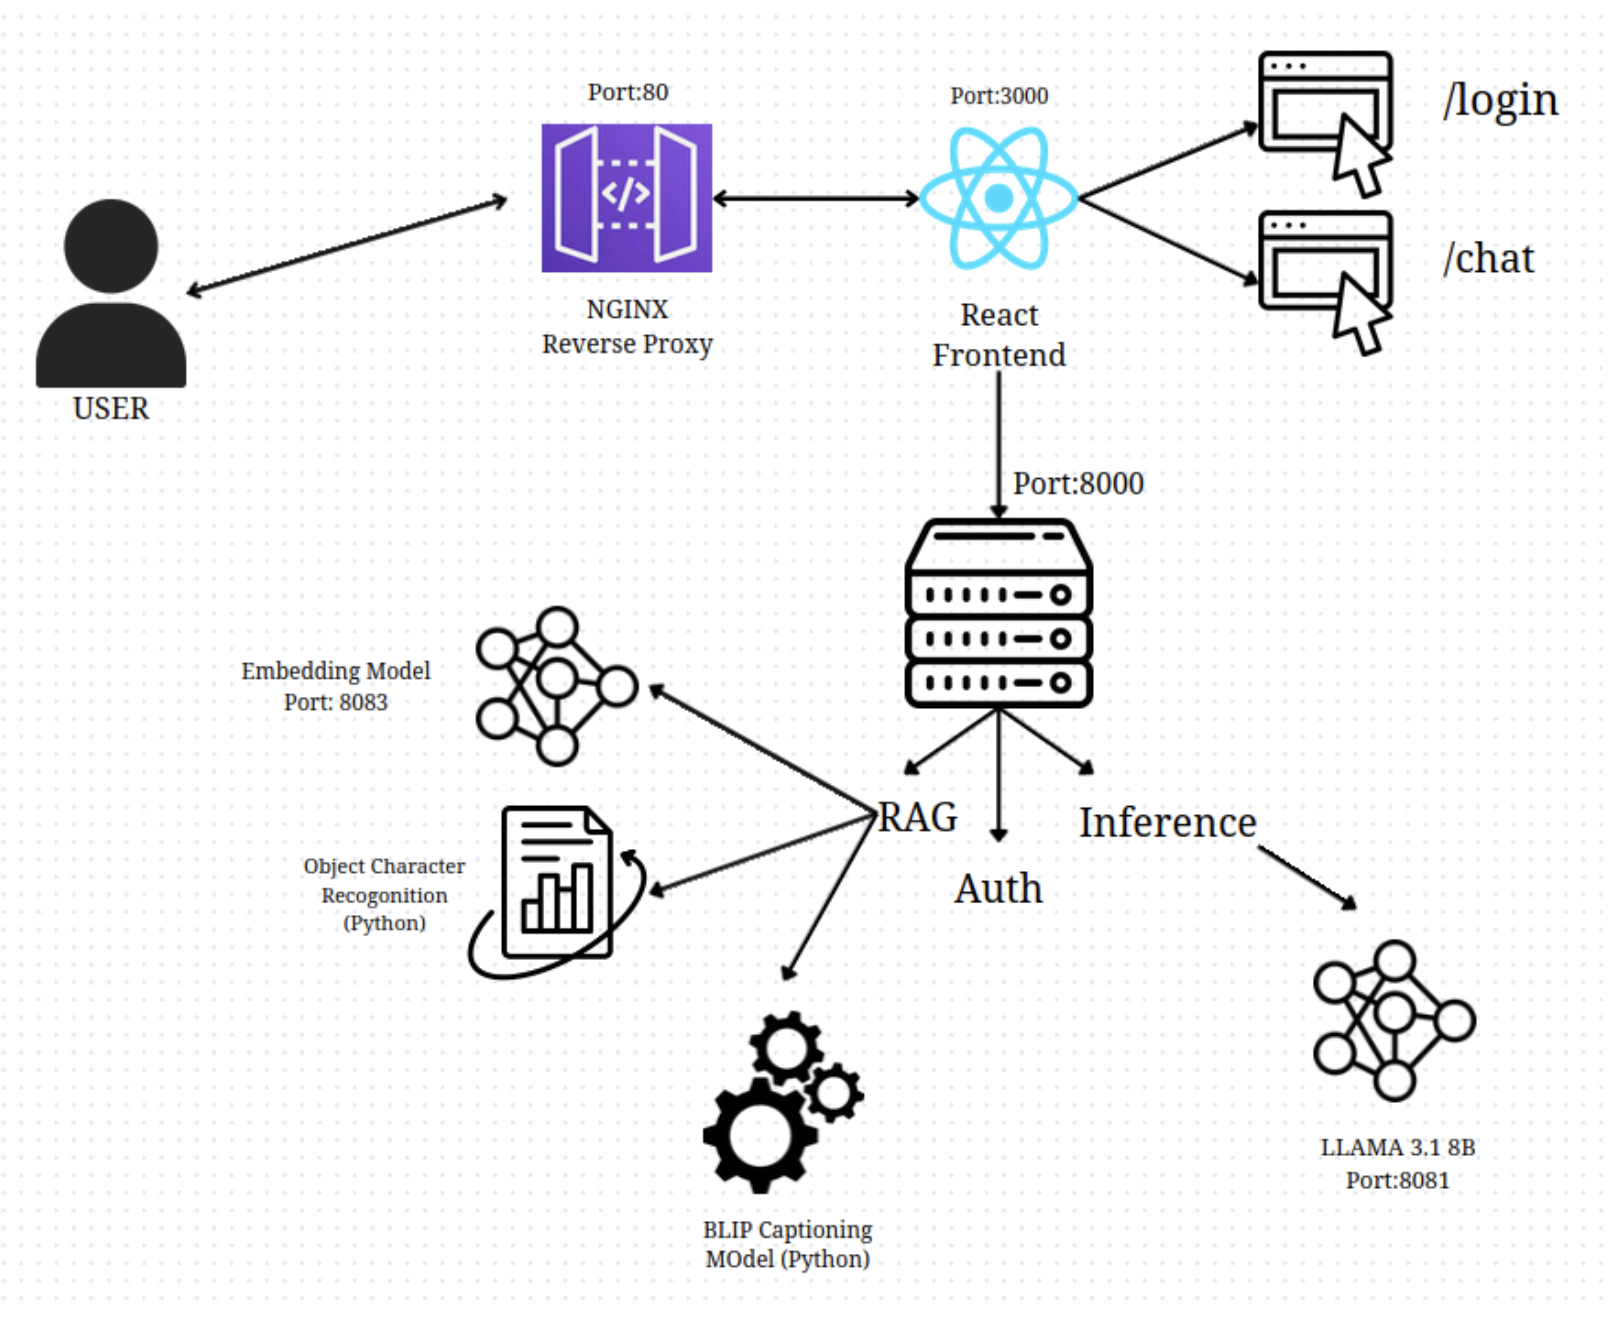 Port:80
Port:3000
/login
/chat
</>
NGINX
Reverse Proxy
React
Frontend
USER
Port:8000
Embedding Model
Port: 8083
RAG
Inference
Auth
Object Character
Recogonition
(Python)
LLAMA 3.1 8B
Port:8081
BLIP Captioning
MOdel (Python)